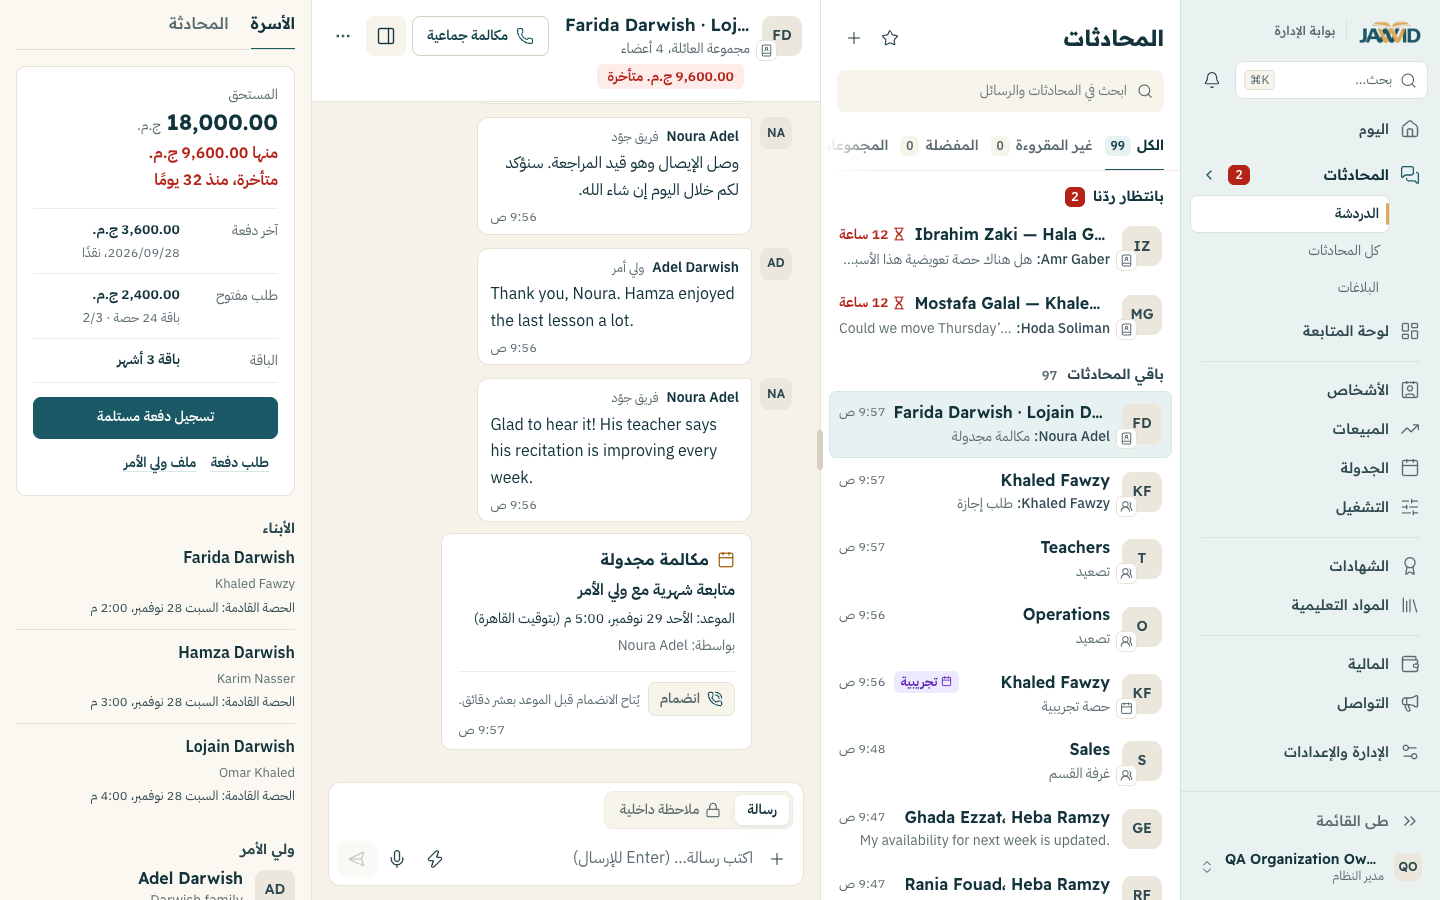 JAWWID
بوابة الإدارة
بحث...
⌘K
اليوم
المحادثات
2
الدردشة
كل المحادثات
البلاغات
لوحة المتابعة
الأشخاص
المبيعات
الجدولة
التشغيل
الشهادات
المواد التعليمية
المالية
التواصل
الإدارة والإعدادات
طي القائمة
QO
QA Organization Ow...
مدير النظام
المحادثات
ابحث في المحادثات والرسائل
الكل 99
غير المقروءة 0
المفضلة 0
بانتظار ردّنا 2
IZ
Ibrahim Zaki — Hala G...
12 ساعة
Amr Gaber: هل هناك حصة تعويضية هذا الأسبـ...
MG
Mostafa Galal — Khale...
12 ساعة
Hoda Soliman: Could we move Thursday'...
باقي المحادثات 97
FD
Farida Darwish · Lojain D...
9:57 ص
Noura Adel: مكالمة مجدولة
KF
Khaled Fawzy
9:57 ص
Khaled Fawzy: طلب إجازة
T
Teachers
9:57 ص
تصعيد
O
Operations
9:56 ص
تصعيد
KF
Khaled Fawzy
تجريبية
9:56 ص
حصة تجريبية
S
Sales
9:48 ص
غرفة القسم
GE
Ghada Ezzat، Heba Ramzy
9:47 ص
My availability for next week is updated.
RF
Rania Fouad، Heba Ramzy
9:47 ص
FD
Farida Darwish · Loj...
مجموعة العائلة، 4 أعضاء
9,600.00 ج.م. متأخرة
مكالمة جماعية
NA
Noura Adel فريق جوّد
وصل الإيصال وهو قيد المراجعة. سنؤكد
لكم خلال اليوم إن شاء الله.
9:56 ص
AD
Adel Darwish ولي أمر
Thank you, Noura. Hamza enjoyed
the last lesson a lot.
9:56 ص
NA
Noura Adel فريق جوّد
Glad to hear it! His teacher says
his recitation is improving every
week.
9:56 ص
مكالمة مجدولة
متابعة شهرية مع ولي الأمر
الموعد: الأحد 29 نوفمبر، 5:00 م (بتوقيت القاهرة)
بواسطة: Noura Adel
انضمام
يُتاح الانضمام قبل الموعد بعشر دقائق.
9:57 ص
رسالة
ملاحظة داخلية
اكتب رسالة... (Enter للإرسال)
الأسرة
المحادثة
المستحق
18,000.00 ج.م.
منها 9,600.00 ج.م.
متأخرة، منذ 32 يومًا
آخر دفعة
3,600.00 ج.م.
2026/09/28، نقدًا
طلب مفتوح
2,400.00 ج.م.
باقة 24 حصة · 2/3
الباقة
باقة 3 أشهر
تسجيل دفعة مستلمة
طلب دفعة
ملف ولي الأمر
الأبناء
Farida Darwish
Khaled Fawzy
الحصة القادمة: السبت 28 نوفمبر، 2:00 م
Hamza Darwish
Karim Nasser
الحصة القادمة: السبت 28 نوفمبر، 3:00 م
Lojain Darwish
Omar Khaled
الحصة القادمة: السبت 28 نوفمبر، 4:00 م
ولي الأمر
AD
Adel Darwish
Darwish family